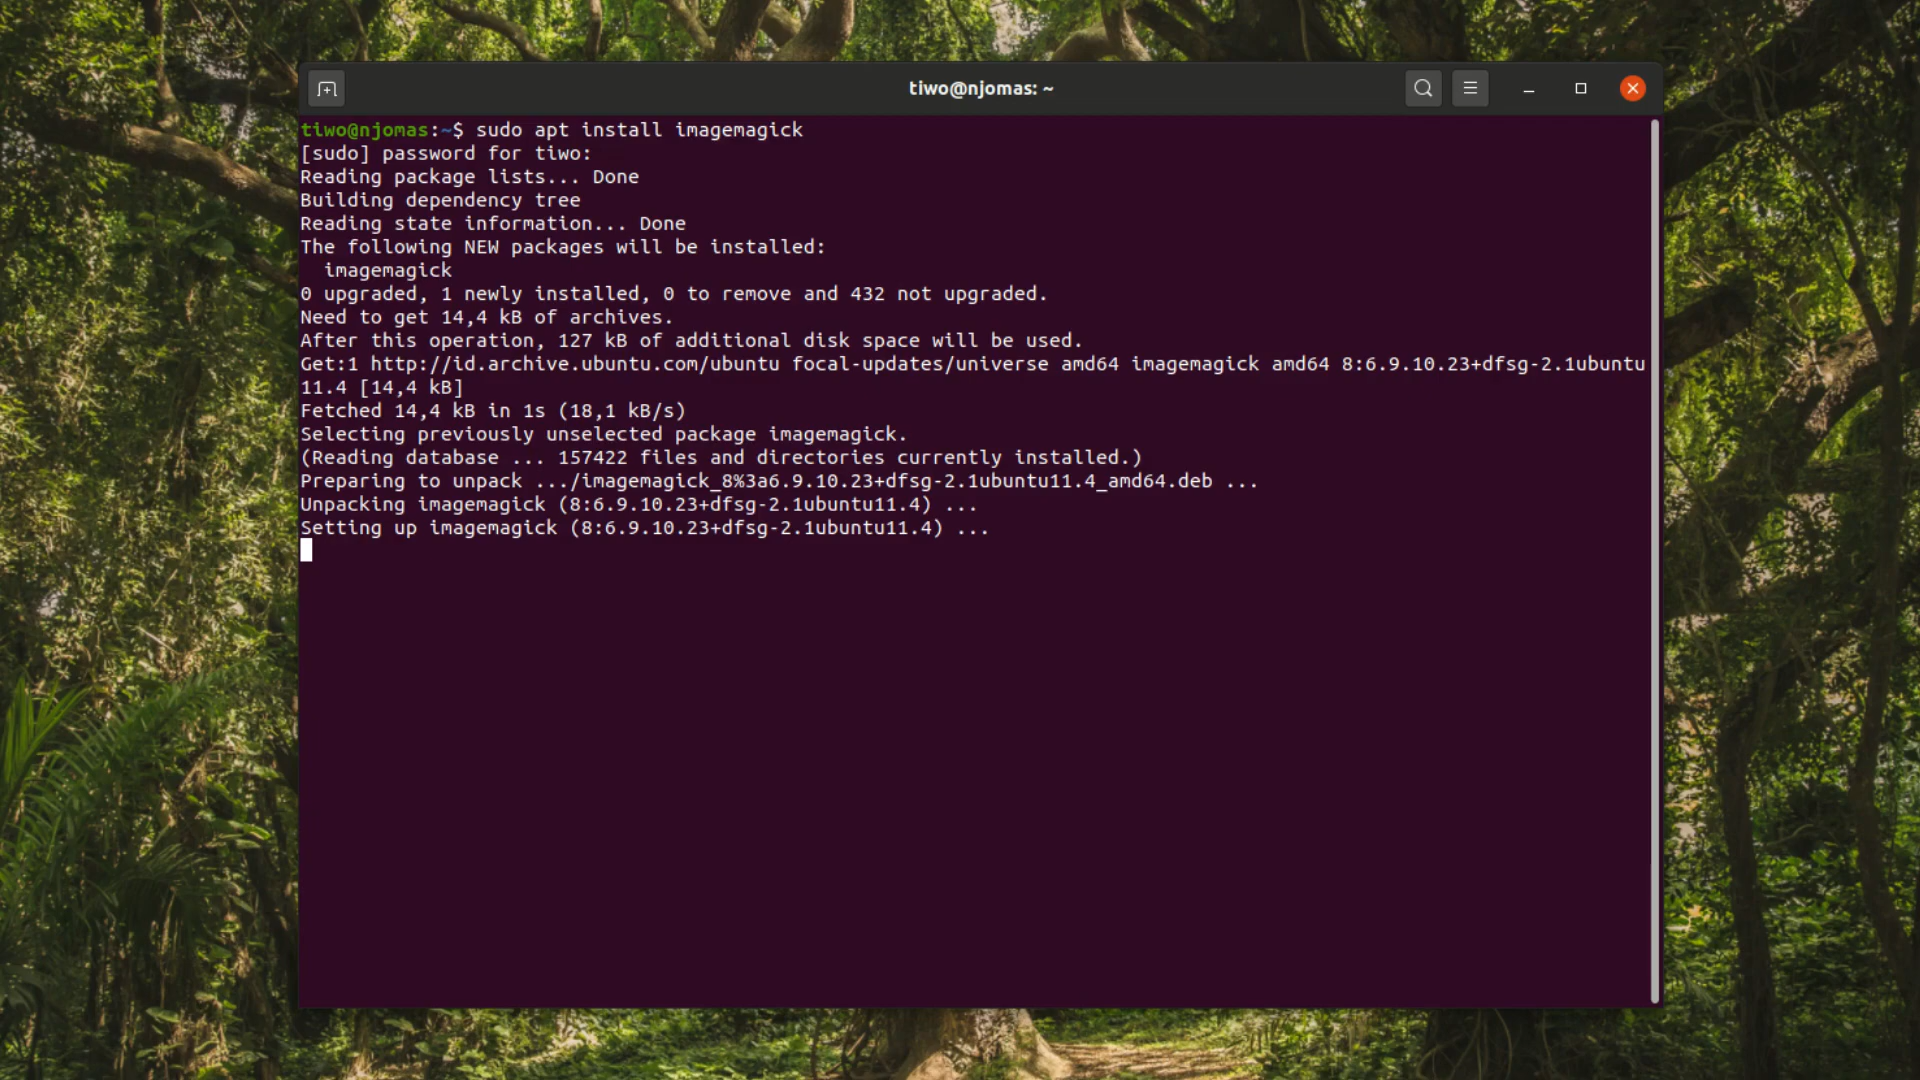 tiwo@njomas: ~
tiwo@njomas:~$ sudo apt install imagemagick
[sudo] password for tiwo:
Reading package lists... Done
Building dependency tree
Reading state information... Done
The following NEW packages will be installed:
  imagemagick
0 upgraded, 1 newly installed, 0 to remove and 432 not upgraded.
Need to get 14,4 kB of archives.
After this operation, 127 kB of additional disk space will be used.
Get:1 http://id.archive.ubuntu.com/ubuntu focal-updates/universe amd64 imagemagick amd64 8:6.9.10.23+dfsg-2.1ubuntu
11.4 [14,4 kB]
Fetched 14,4 kB in 1s (18,1 kB/s)
Selecting previously unselected package imagemagick.
(Reading database ... 157422 files and directories currently installed.)
Preparing to unpack .../imagemagick_8%3a6.9.10.23+dfsg-2.1ubuntu11.4_amd64.deb ...
Unpacking imagemagick (8:6.9.10.23+dfsg-2.1ubuntu11.4) ...
Setting up imagemagick (8:6.9.10.23+dfsg-2.1ubuntu11.4) ...